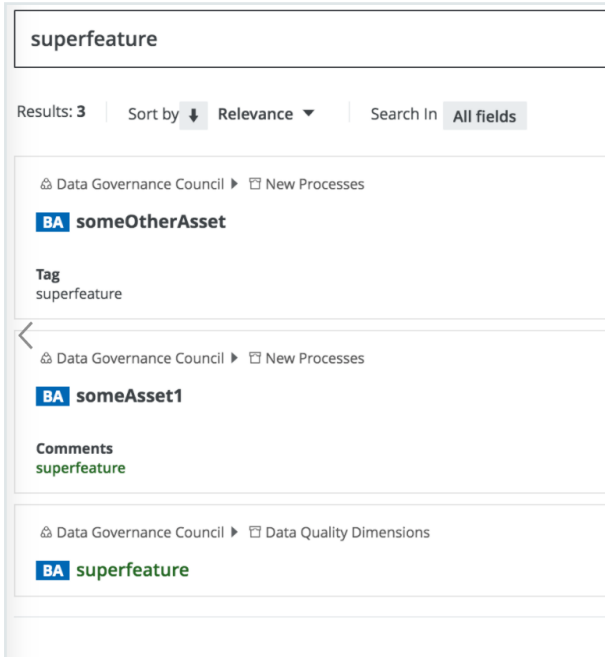 superfeature
Results: 3 Sort by Relevance Search In All fields
Data Governance Council New Processes
BA someOtherAsset
Tag
superfeature
Data Governance Council New Processes
BA someAsset1
Comments
superfeature
Data Governance Council Data Quality Dimensions
BA superfeature